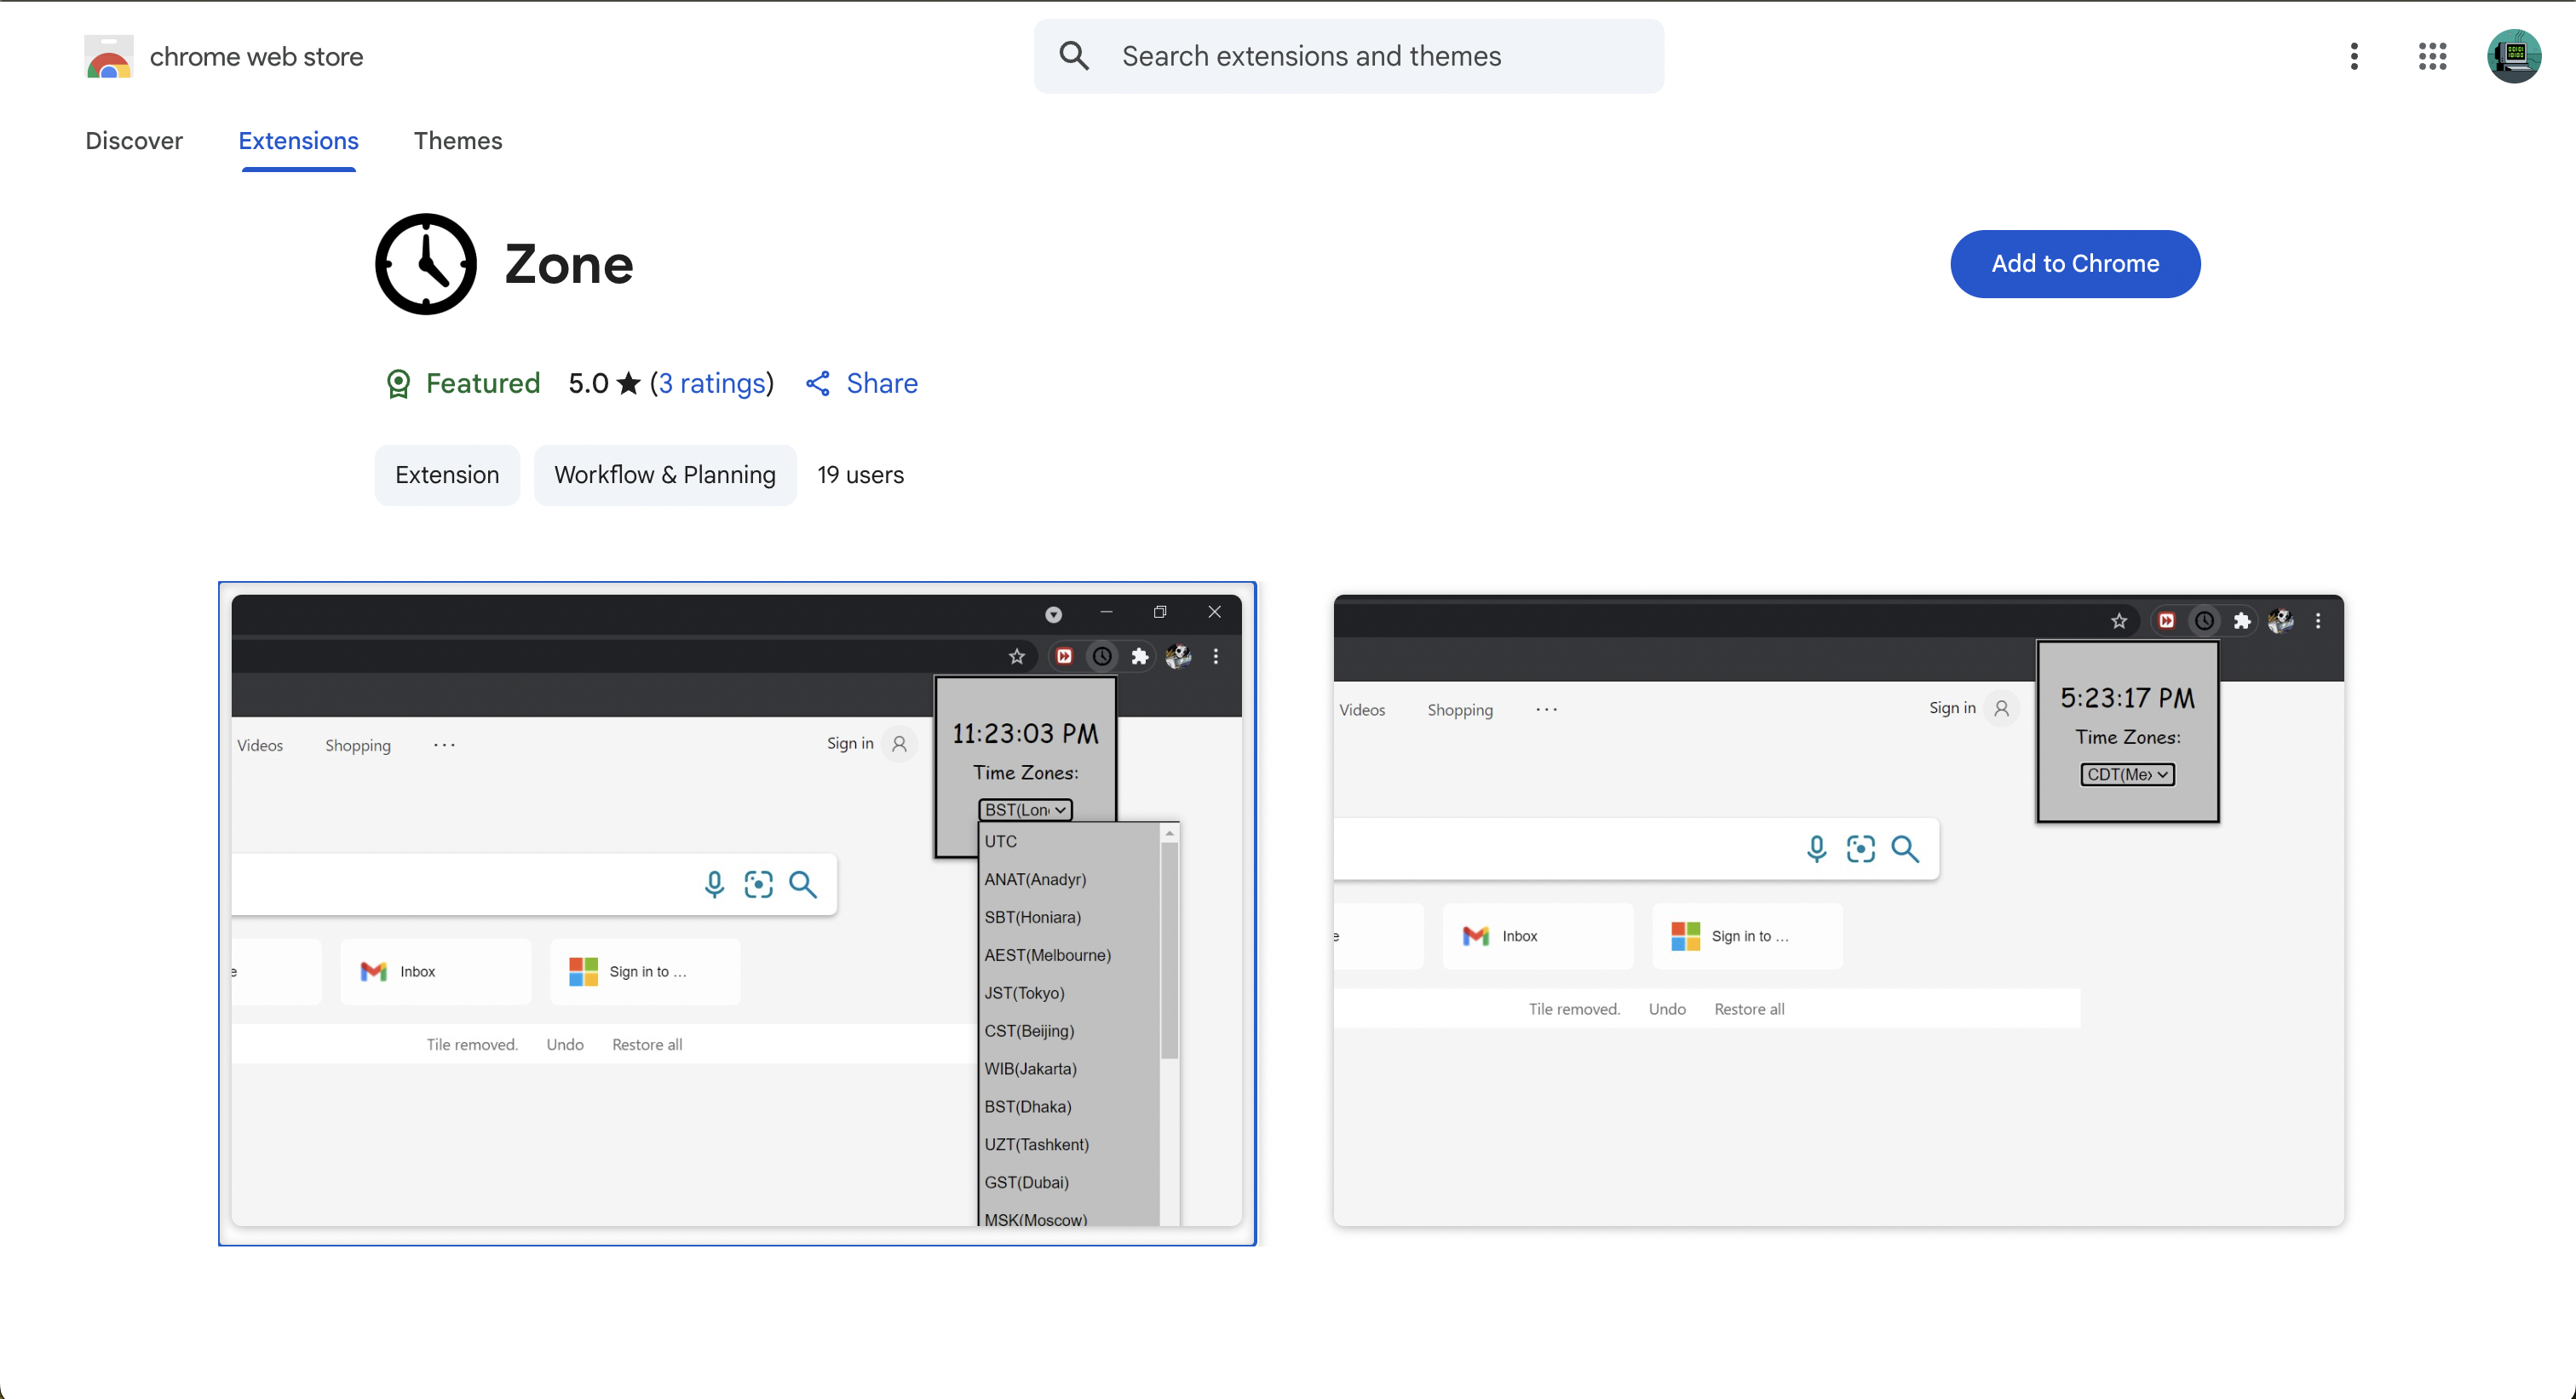 chrome web store
Search extensions and themes
Discover Extensions Themes
Zone
Add to Chrome
Featured 5.0 ★ (3 ratings) Share
Extension Workflow & Planning 19 users
Videos Shopping ...
Sign in
11:23:03 PM
Time Zones:
BST(Lon
UTC
ANAT(Anadyr)
SBT(Honiara)
AEST(Melbourne)
JST(Tokyo)
CST(Beijing)
WIB(Jakarta)
BST(Dhaka)
UZT(Tashkent)
GST(Dubai)
MSK(Moscow)
e Inbox Sign in to ...
Tile removed. Undo Restore all
Videos Shopping ...
Sign in
5:23:17 PM
Time Zones:
CDT(Mex
e Inbox Sign in to ...
Tile removed. Undo Restore all